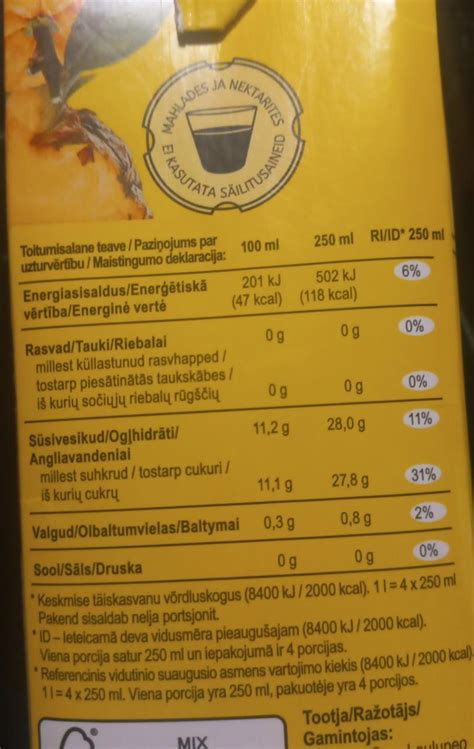 MAHLADES JA NEKTARITES
EI KASUTATA SÄILITUSAINEID
Toitumisalane teave / Paziņojums par
uzturvērtību / Maistingumo deklaracija:
100 ml 250 ml RI/ID* 250 ml
Energiasisaldus/Enerģētiskā
vērtība/Energinė vertė
201 kJ 502 kJ 6%
(47 kcal) (118 kcal)
Rasvad/Tauki/Riebalai 0 g 0 g 0%
millest küllastunud rasvhapped /
tostarp piesātinātās taukskābes /
iš kurių sočiųjų riebalų rūgščių 0 g 0 g 0%
Süsivesikud/Ogļhidrāti/ 11,2 g 28,0 g 11%
Angliavandeniai
millest suhkrud / tostarp cukuri /
iš kurių cukrų 11,1 g 27,8 g 31%
Valgud/Olbaltumvielas/Baltymai 0,3 g 0,8 g 2%
Sool/Sāls/Druska 0 g 0 g 0%
* Keskmise täiskasvanu võrdluskogus (8400 kJ / 2000 kcal). 1 l = 4 x 250 ml
Pakend sisaldab nelja portsjonit.
* ID – ieteicamā deva vidusmēra pieaugušajam (8400 kJ / 2000 kcal).
Viena porcija satur 250 ml un iepakojumā ir 4 porcijas.
* Referencinis vidutinio suaugusio asmens vartojimo kiekis (8400 kJ / 2000 kcal)
1 l = 4 x 250 ml. Viena porcija yra 250 ml, pakuotėje yra 4 porcijos.
MIX
Tootja/Ražotājs/
Gamintojas: